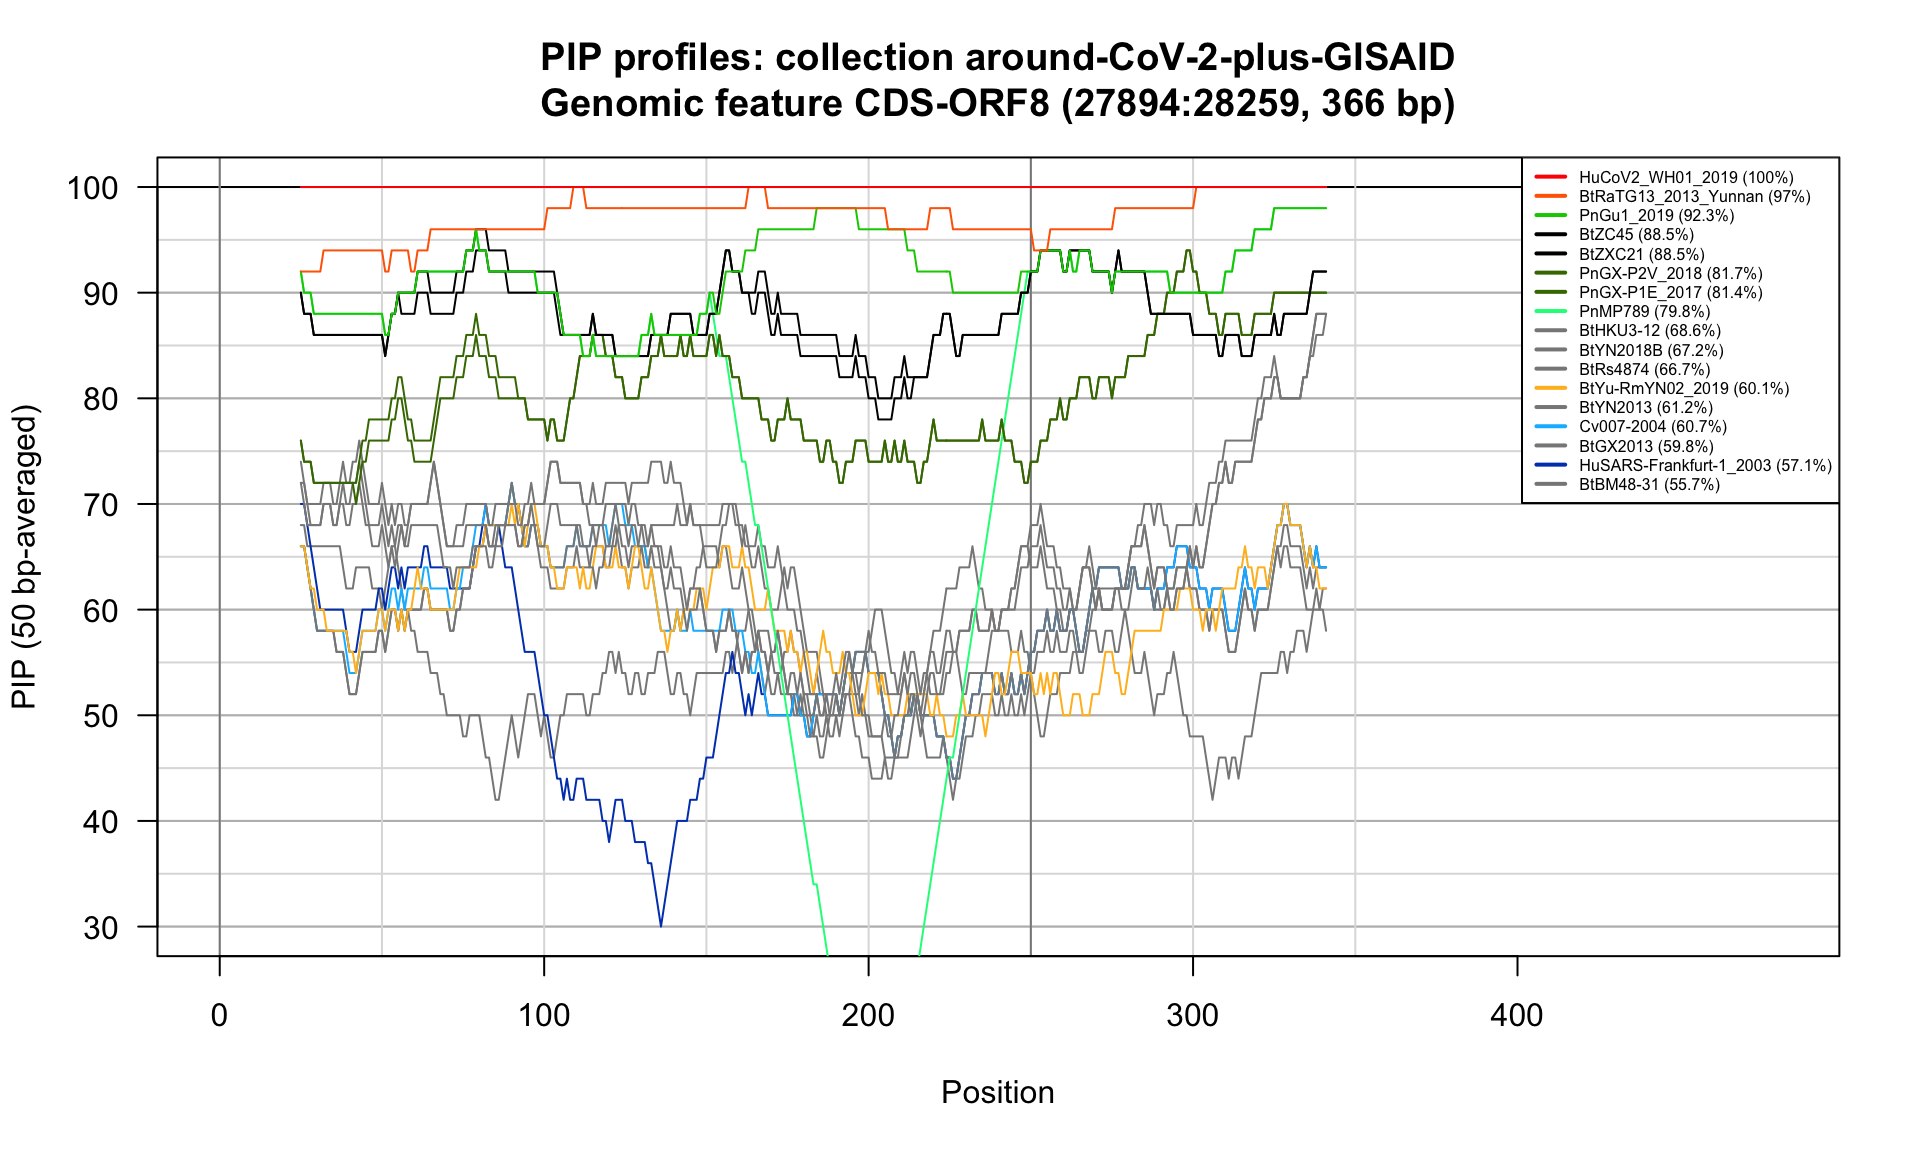 PIP profiles: collection around-CoV-2-plus-GISAID
Genomic feature CDS-ORF8 (27894:28259, 366 bp)
HuCoV2_WH01_2019 (100%)
BtRaTG13_2013_Yunnan (97%)
PnGu1_2019 (92.3%)
BtZC45 (88.5%)
BtZXC21 (88.5%)
PnGX-P2V_2018 (81.7%)
PnGX-P1E_2017 (81.4%)
PnMP789 (79.8%)
BtHKU3-12 (68.6%)
BtYN2018B (67.2%)
BtRs4874 (66.7%)
BtYu-RmYN02_2019 (60.1%)
BtYN2013 (61.2%)
Cv007-2004 (60.7%)
BtGX2013 (59.8%)
HuSARS-Frankfurt-1_2003 (57.1%)
BtBM48-31 (55.7%)
PIP (50 bp-averaged)
100
90
80
70
60
50
40
30
0 100 200 300 400
Position